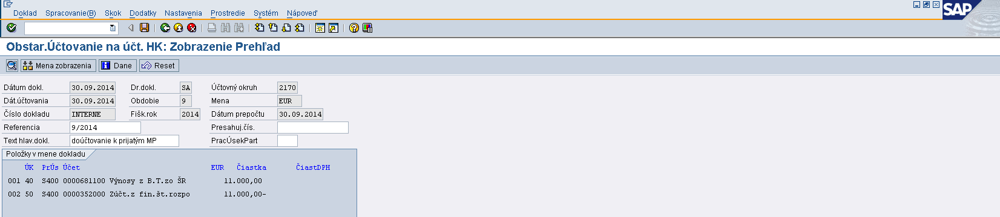 Doklad Spracovanie(B) Skok Dodatky Nastavenia Prostredie Systém Nápoveď
SAP
Obstar.Účtovanie na účt. HK: Zobrazenie Prehľad
Mena zobrazenia Dane Reset
Dátum dokl. 30.09.2014 Dr.dokl. SA Účtovný okruh 2170
Dát.účtovania 30.09.2014 Obdobie 9 Mena EUR
Číslo dokladu INTERNE Fišk.rok 2014 Dátum prepočtu 30.09.2014
Referencia 9/2014 Presahuj.čís.
Text hlav.dokl. doúčtovanie k prijatým MP PracÚsekPart
Položky v mene dokladu
ÚK PrÚs Účet EUR Čiastka ČiastDPH
001 40 S400 0000681100 Výnosy z B.T.zo ŠR 11.000,00
002 50 S400 0000352000 Zúčt.z fin.št.rozpo 11.000,00-